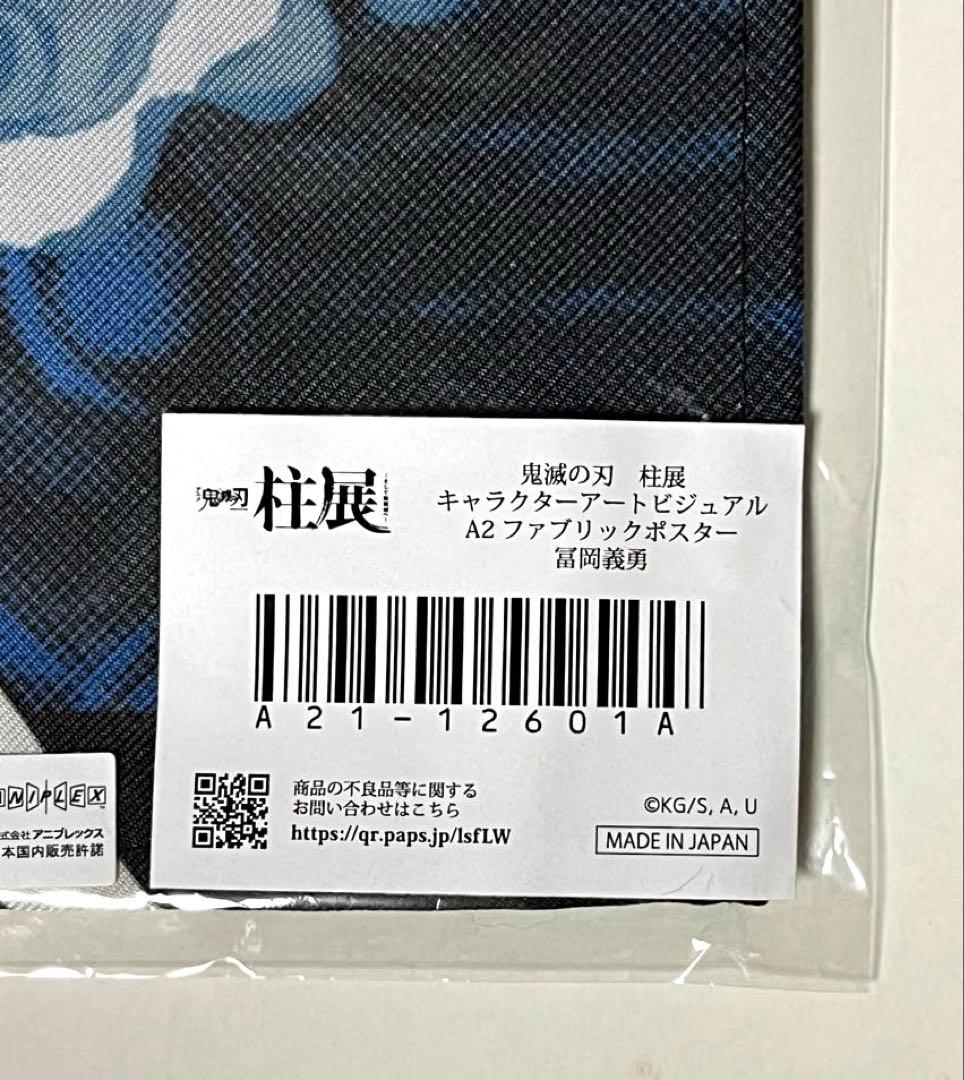 鬼滅の刃 柱展
鬼滅の刃　柱展
キャラクターアートビジュアル
A2 ファブリックポスター
冨岡義勇
A21-12601A
商品の不良品等に関する
お問い合わせはこちら
https://qr.paps.jp/lsfLW
©KG/S, A, U
MADE IN JAPAN
NIPLEX
式会社 アニプレックス
本国内販売許諾